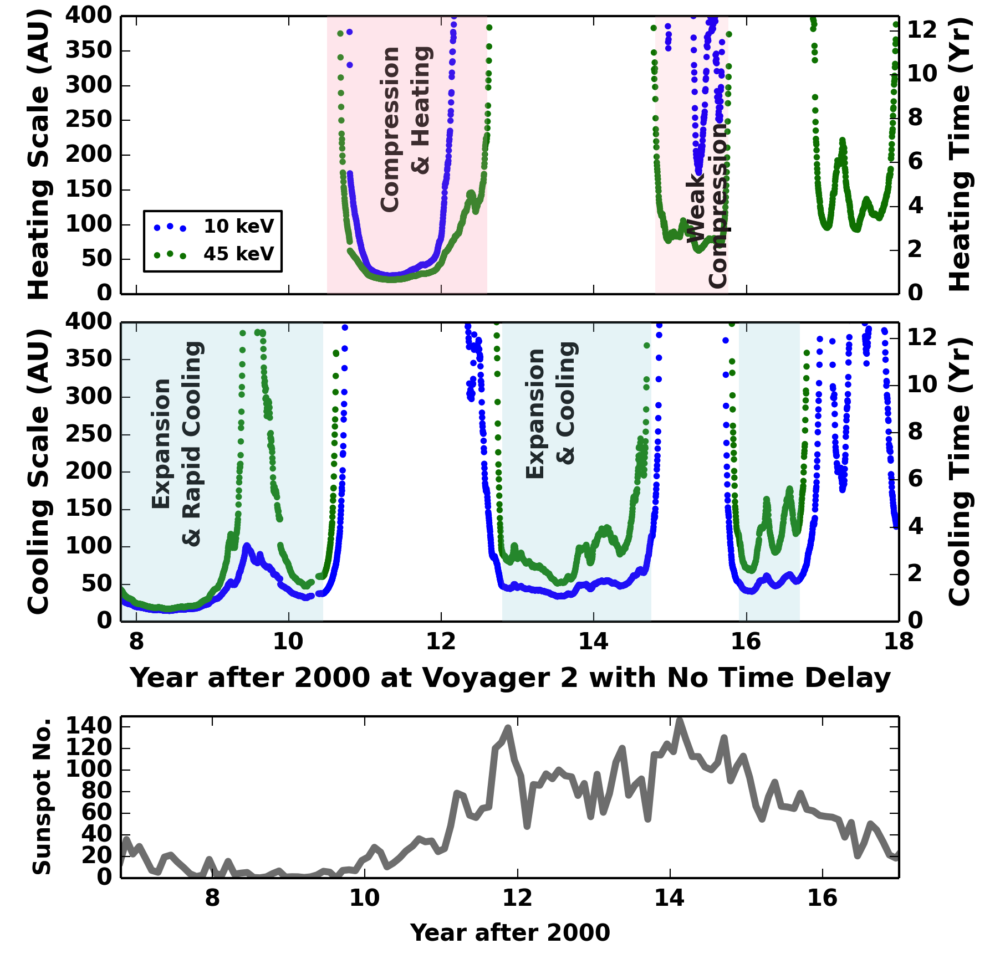 Heating Scale (AU)
400
350
300
250
200
150
100
50
0
Compression
& Heating
Weak
Compression
10 keV
45 keV
12
10
8
6
4
2
0
Heating Time (Yr)
Cooling Scale (AU)
400
350
300
250
200
150
100
50
0
Expansion
& Rapid Cooling
Expansion
& Cooling
12
10
8
6
4
2
0
Cooling Time (Yr)
8 10 12 14 16 18
Year after 2000 at Voyager 2 with No Time Delay
Sunspot No.
140
120
100
80
60
40
20
0
8 10 12 14 16
Year after 2000